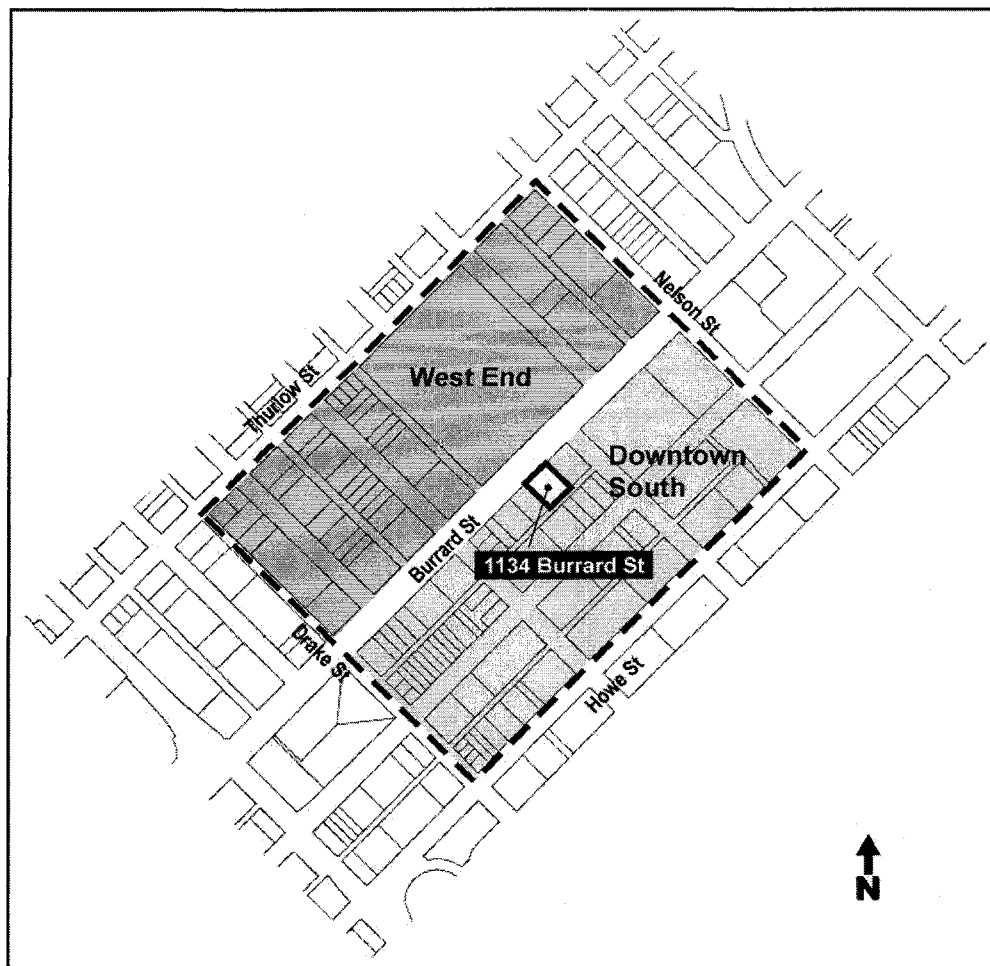 Nelson St
West End
Thurlow St
Downtown
South
Burrard St
1134 Burrard St
Drake St
Howe St
N